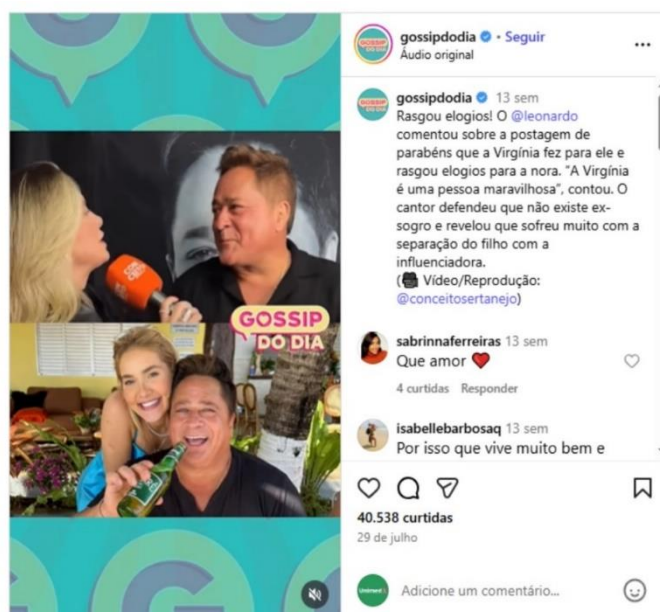 gossipdodia • Seguir
Áudio original
gossipdodia 13 sem
Rasgou elogios! O @leonardo
comentou sobre a postagem de
parabéns que a Virgínia fez para ele e
rasgou elogios para a nora. "A Virgínia
é uma pessoa maravilhosa", contou. O
cantor defendeu que não existe ex-
sogro e revelou que sofreu muito com a
separação do filho com a
influenciadora.
( Vídeo/Reprodução:
@conceitosertanejo)
GOSSIP
DO DIA
sabrinnaferreiras 13 sem
Que amor ❤️
4 curtidas Responder
isabellebarbosaq 13 sem
Por isso que vive muito bem e
40.538 curtidas
29 de julho
Adicione um comentário...